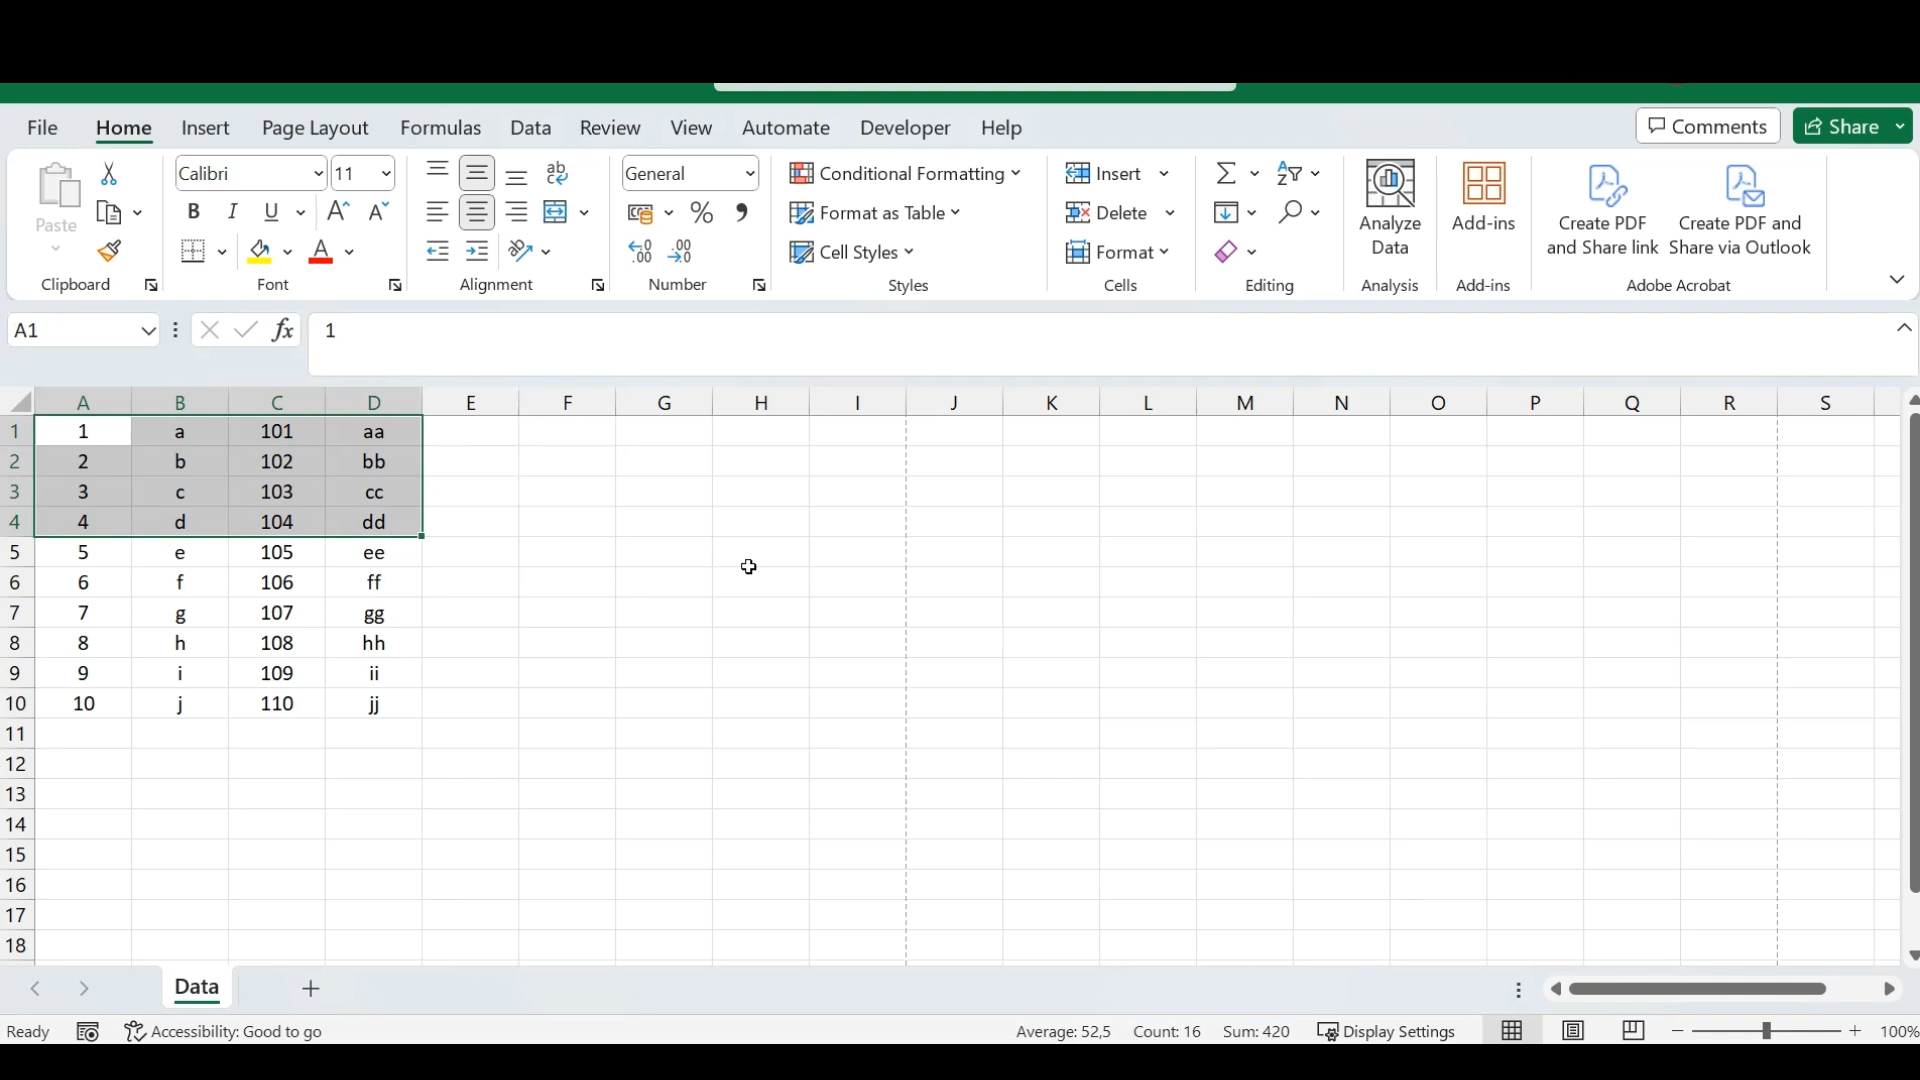 File Home Insert Page Layout Formulas Data Review View Automate Developer Help Comments Share
Paste
Clipboard
Calibri 11
B I U A A
A
Font
ab
Alignment
General
% 9
Number
Conditional Formatting
Format as Table
Cell Styles
Styles
Insert
Delete
Format
Cells
Editing
Analyze
Data
Analysis
Add-ins
Add-ins
Create PDF
and Share link
Create PDF and
Share via Outlook
Adobe Acrobat
A1 fx 1
A B C D E F G H I J K L M N O P Q R S
1 1 a 101 aa
2 2 b 102 bb
3 3 c 103 cc
4 4 d 104 dd
5 5 e 105 ee
6 6 f 106 ff
7 7 g 107 gg
8 8 h 108 hh
9 9 i 109 ii
10 10 j 110 jj
11
12
13
14
15
16
17
18
Data +
Ready Accessibility: Good to go Average: 52,5 Count: 16 Sum: 420 Display Settings 100%